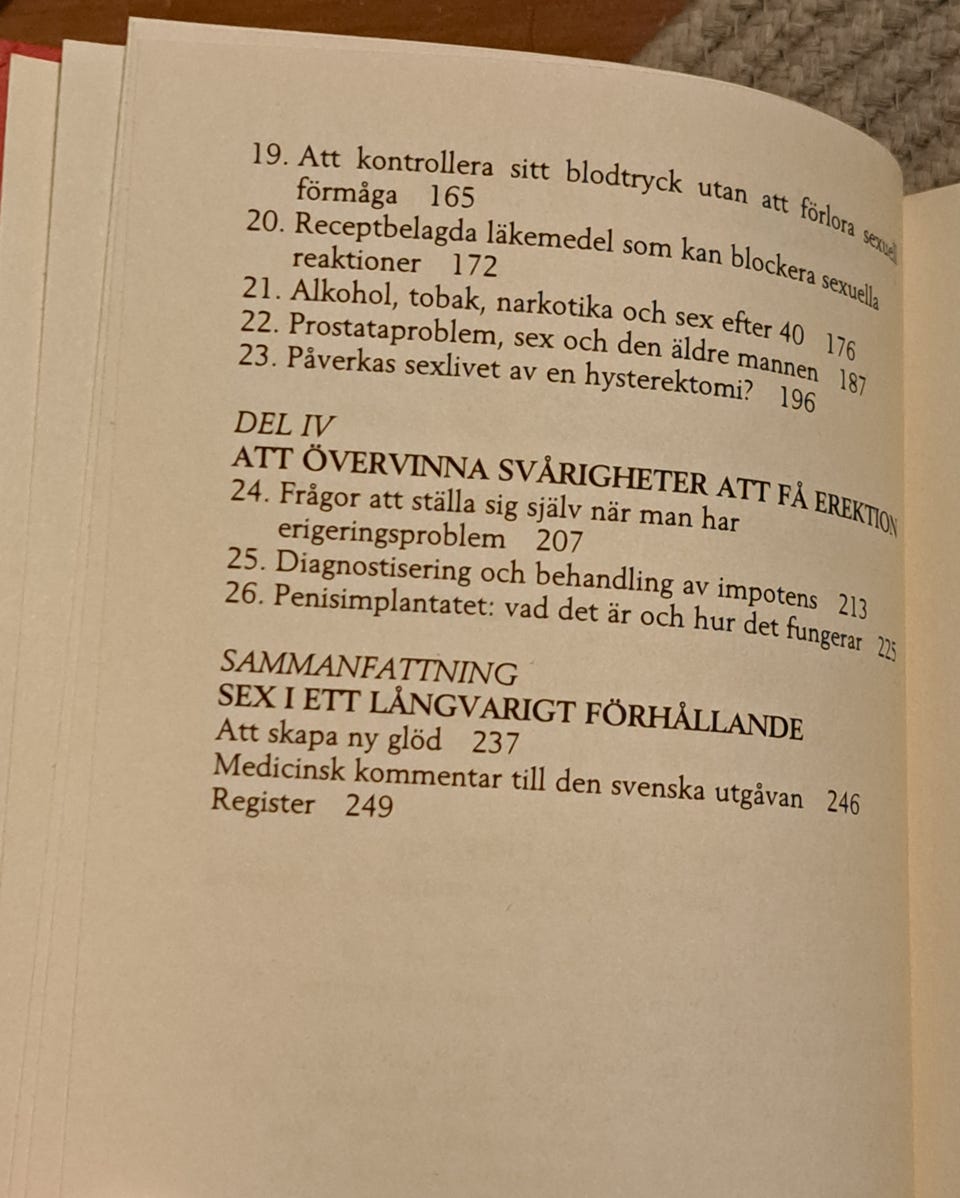 19. Att kontrollera sitt blodtryck utan att förlora sexuell
förmåga 165
20. Receptbelagda läkemedel som kan blockera sexuella
reaktioner 172
21. Alkohol, tobak, narkotika och sex efter 40 176
22. Prostataproblem, sex och den äldre mannen 187
23. Påverkas sexlivet av en hysterektomi? 196
DEL IV
ATT ÖVERVINNA SVÅRIGHETER ATT FÅ EREKTION
24. Frågor att ställa sig själv när man har
erigeringsproblem 207
25. Diagnostisering och behandling av impotens 213
26. Penisimplantatet: vad det är och hur det fungerar 225
SAMMANFATTNING
SEX I ETT LÅNGVARIGT FÖRHÅLLANDE
Att skapa ny glöd 237
Medicinsk kommentar till den svenska utgåvan 246
Register 249